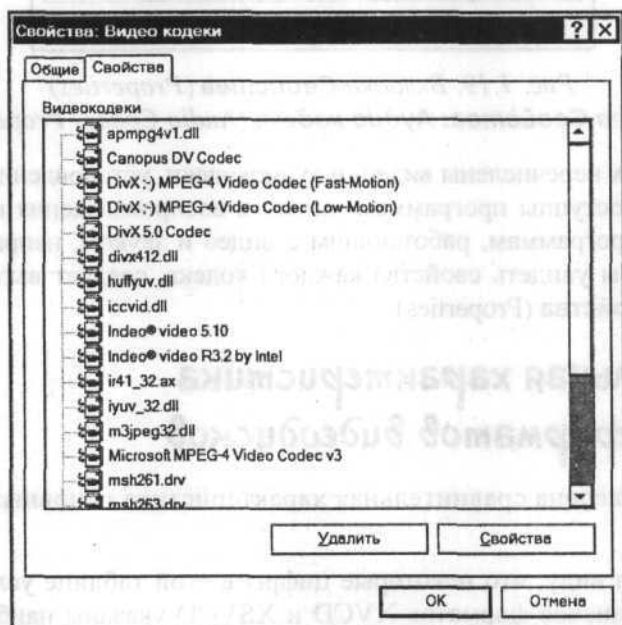 Свойства: Видео кодеки
Общие
Свойства
Видеокодеки
apmpg4v1.dll
Canopus DV Codec
DivX ;-) MPEG-4 Video Codec (Fast-Motion)
DivX ;-) MPEG-4 Video Codec (Low-Motion)
DivX 5.0 Codec
divx412.dll
huffyuv.dll
iccvid.dll
Indeo® video 5.10
Indeo® video R3.2 by Intel
ir41_32.ax
iyuv_32.dll
m3jpeg32.dll
Microsoft MPEG-4 Video Codec v3
msh261.drv
msh263.drv
Удалить
Свойства
OK
Отмена